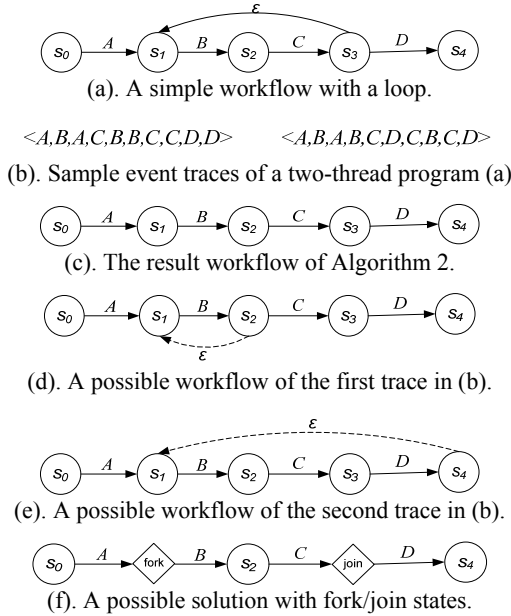 ε
S0 A S1 B S2 C S3 D S4
(a). A simple workflow with a loop.
<A,B,A,C,B,B,C,C,D,D> <A,B,A,B,C,D,C,B,C,D>
(b). Sample event traces of a two-thread program (a)
S0 A S1 B S2 C S3 D S4
(c). The result workflow of Algorithm 2.
S0 A S1 B S2 C S3 D S4
ε
(d). A possible workflow of the first trace in (b).
ε
S0 A S1 B S2 C S3 D S4
(e). A possible workflow of the second trace in (b).
S0 A fork B S2 C join D S4
(f). A possible solution with fork/join states.